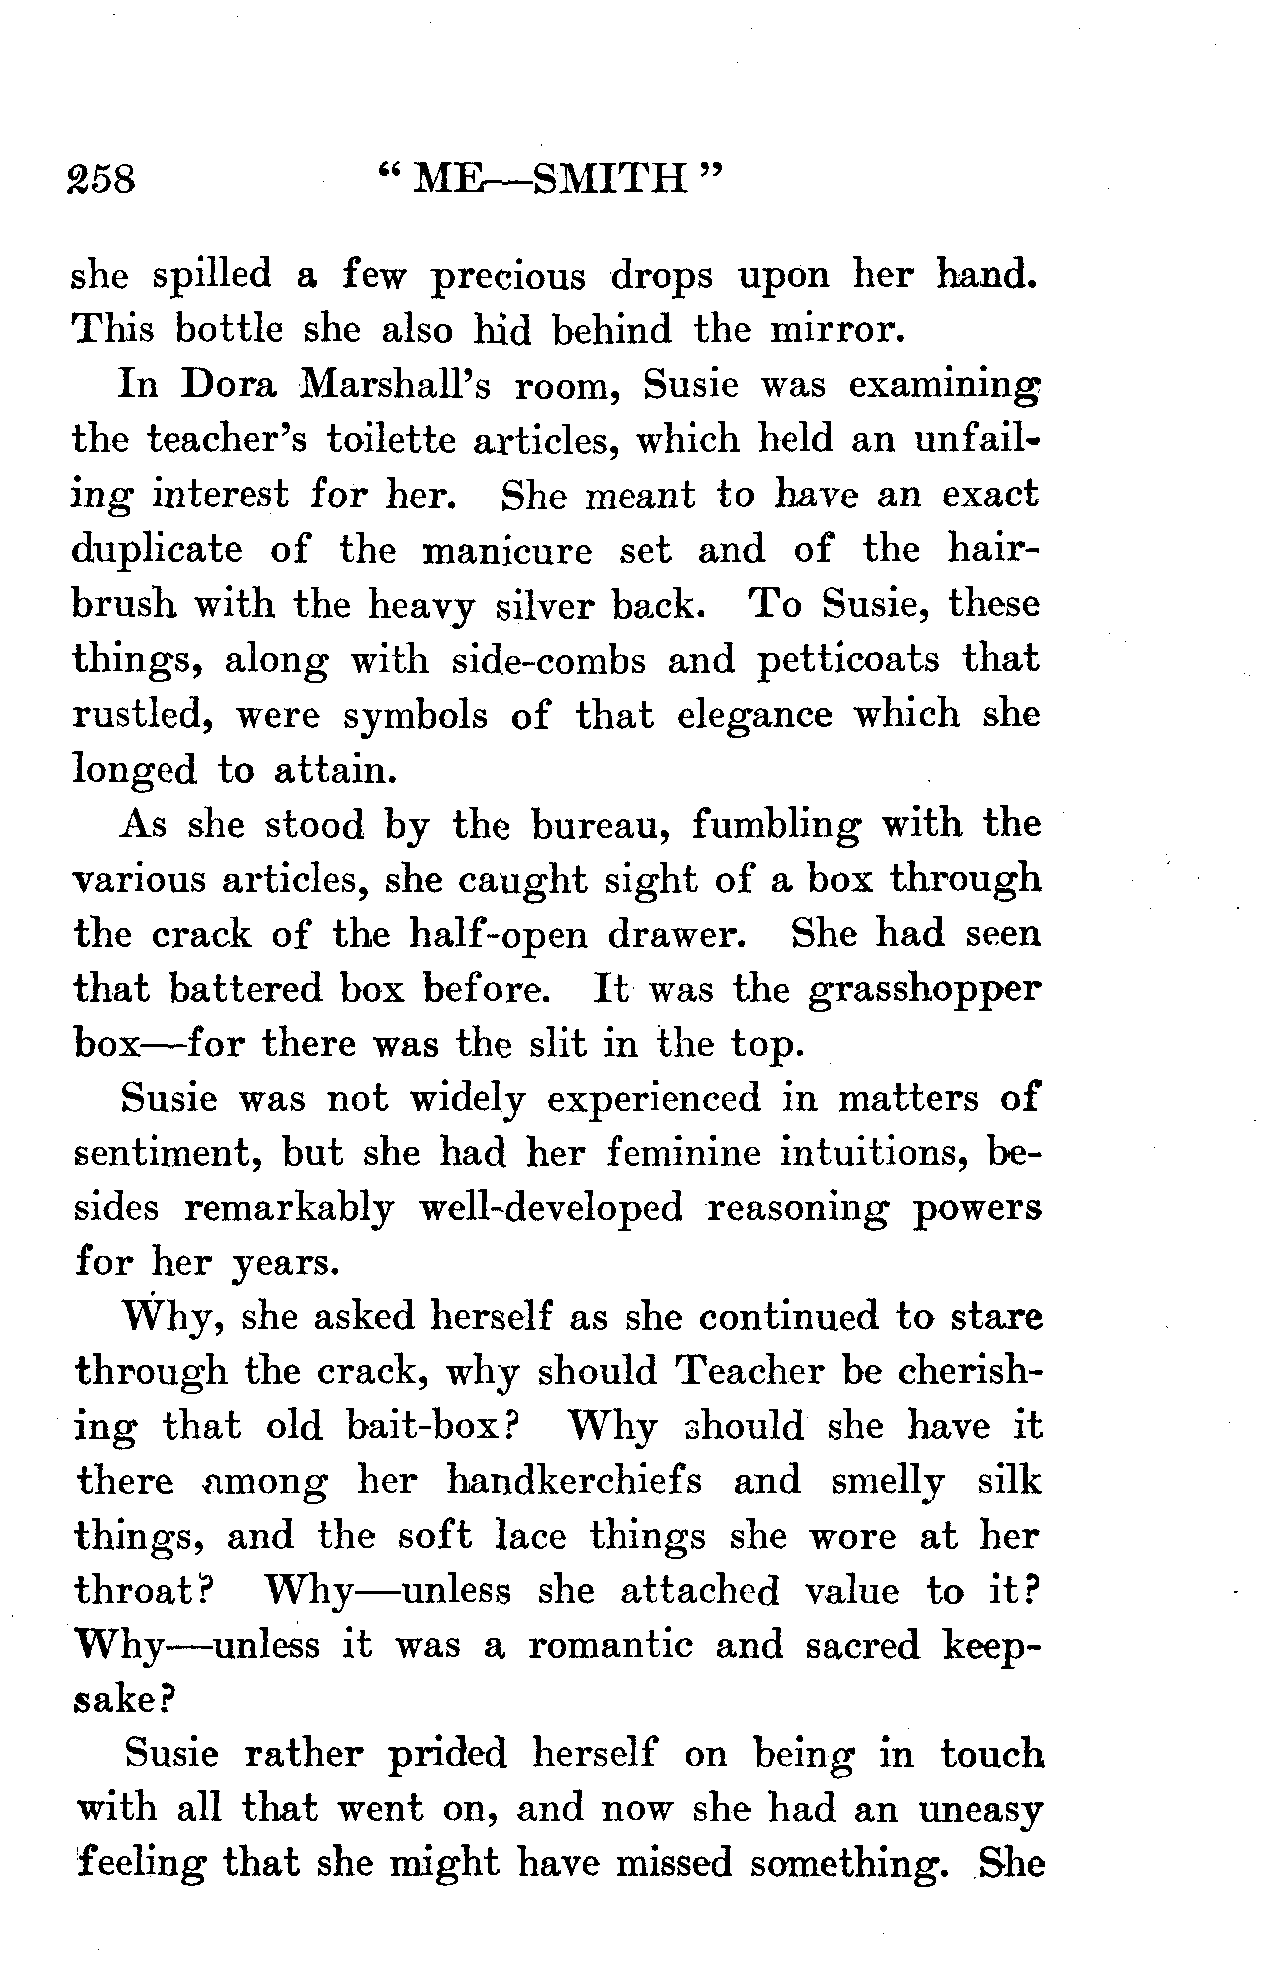 258 “ ME—SMITH ”
she spilled a few precious drops upon her hand.
This bottle she also hid behind the mirror.
In Dora Marshall’s room, Susie was examining
the teacher’s toilette articles, which held an unfail-
ing interest for her. She meant to have an exact
duplicate of the manicure set and of the hair-
brush with the heavy silver back. To Susie, these
things, along with side-combs and petticoats that
rustled, were symbols of that elegance which she
longed to attain.
As she stood by the bureau, fumbling with the
various articles, she caught sight of a box through
the crack of the half-open drawer. She had seen
that battered box before. It was the grasshopper
box—for there was the slit in the top.
Susie was not widely experienced in matters of
sentiment, but she had her feminine intuitions, be-
sides remarkably well-developed reasoning powers
for her years.
Why, she asked herself as she continued to stare
through the crack, why should Teacher be cherish-
ing that old bait-box? Why should she have it
there among her handkerchiefs and smelly silk
things, and the soft lace things she wore at her
throat? Why—unless she attached value to it?
Why—unless it was a romantic and sacred keep-
sake?
Susie rather prided herself on being in touch
with all that went on, and now she had an uneasy
feeling that she might have missed something. She